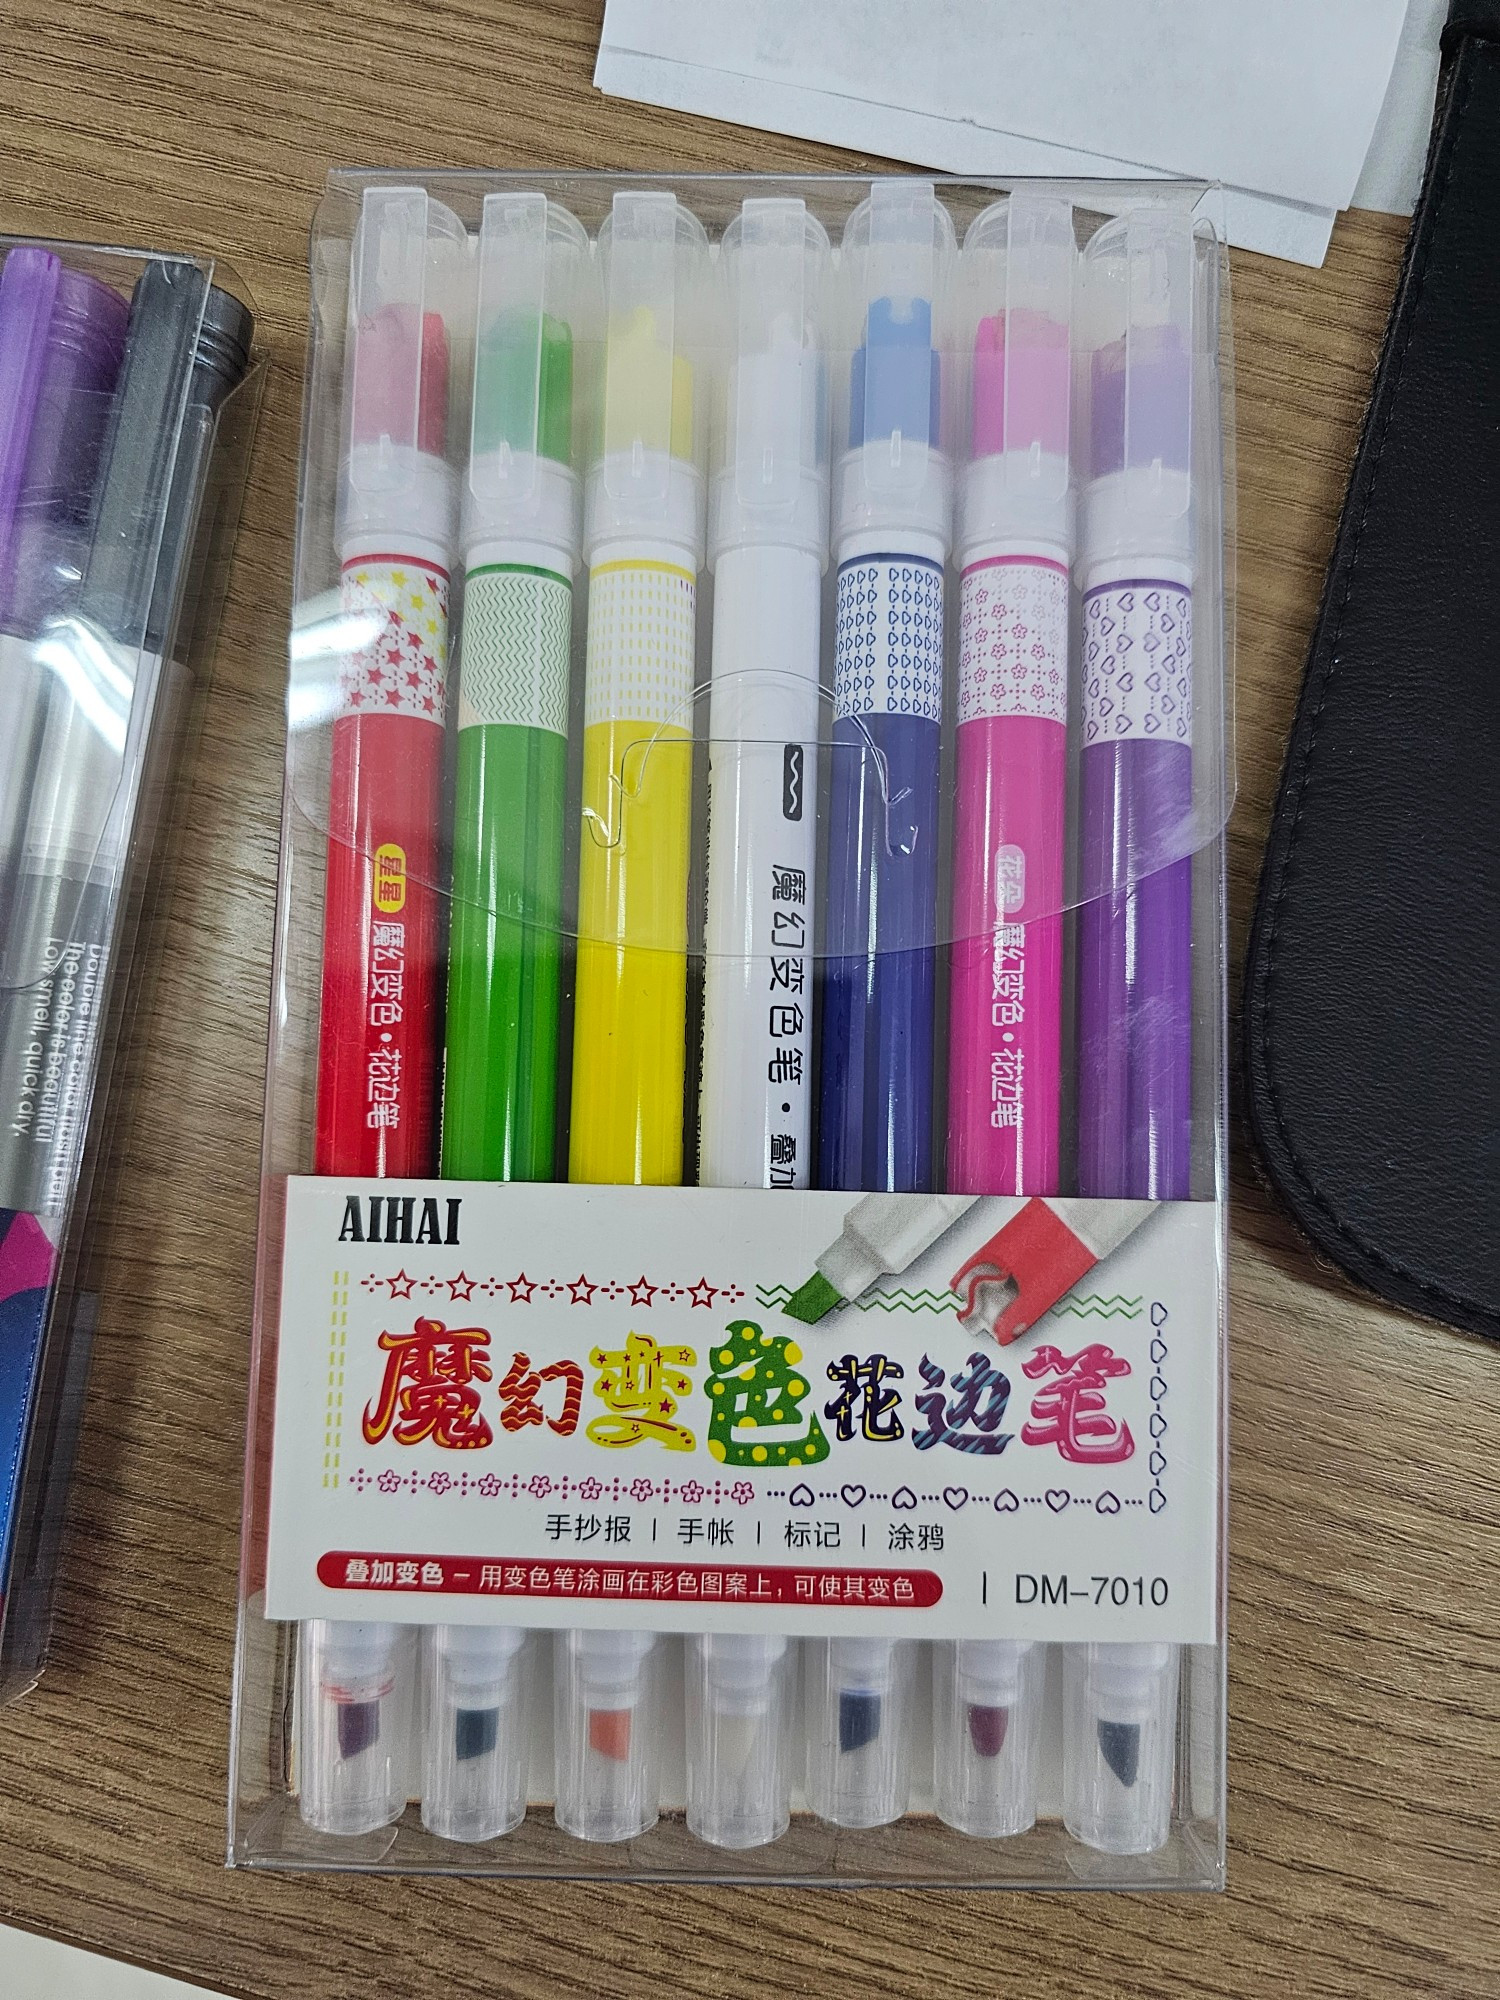 星星 魔幻变色·花边笔
魔幻变色笔·叠加
花朵 魔幻变色·花边笔
Low smell, quick dry.
The color is beautiful
AIHAI
魔幻变色花边笔
手抄报 | 手帐 | 标记 | 涂鸦
叠加变色 – 用变色笔涂画在彩色图案上，可使其变色
| DM-7010